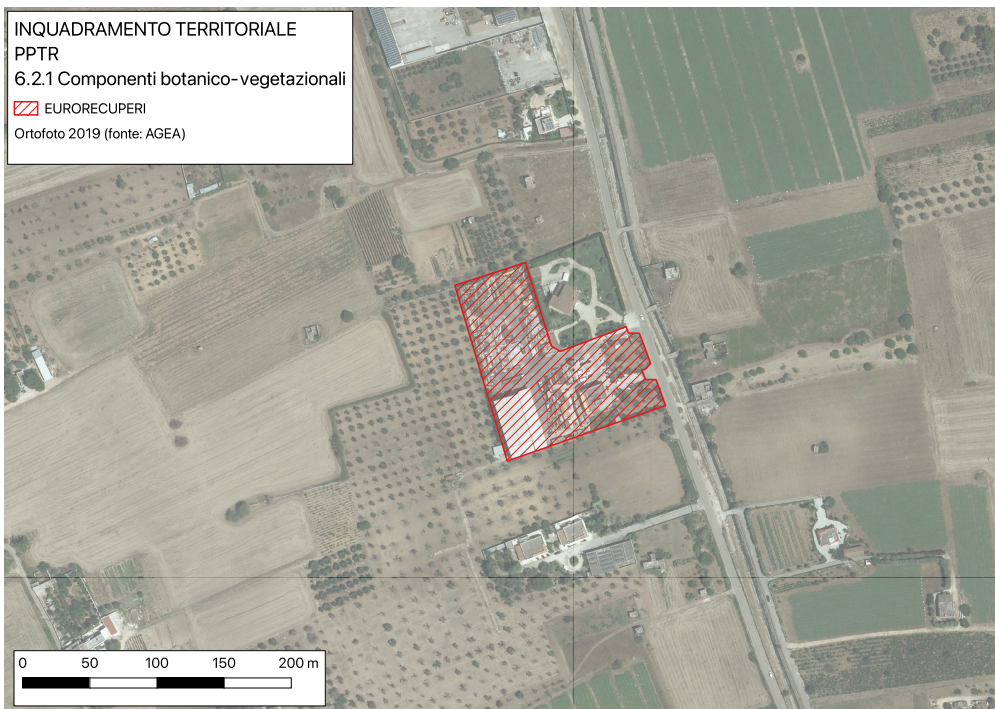 INQUADRAMENTO TERRITORIALE
PPTR
6.2.1 Componenti botanico-vegetazionali
EURORECUPERI
Ortofoto 2019 (fonte: AGEA)
0 50 100 150 200 m